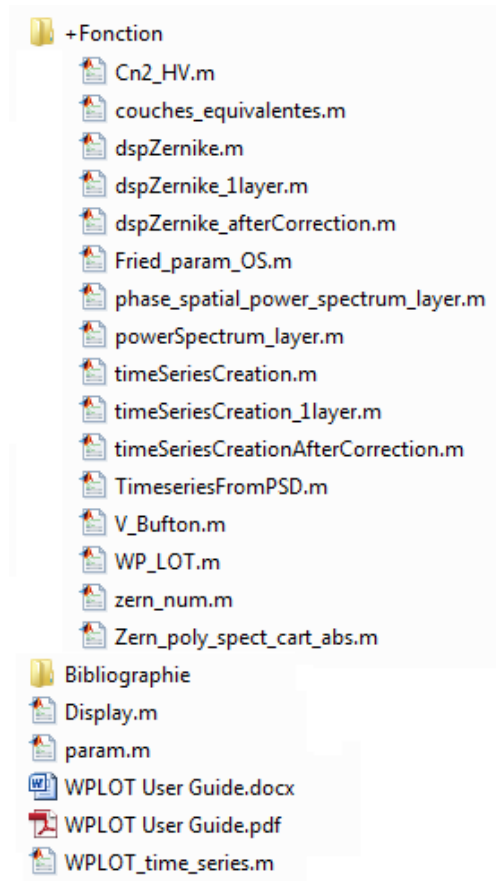 +Fonction
Cn2_HV.m
couches_equivalentes.m
dspZernike.m
dspZernike_1layer.m
dspZernike_afterCorrection.m
Fried_param_OS.m
phase_spatial_power_spectrum_layer.m
powerSpectrum_layer.m
timeSeriesCreation.m
timeSeriesCreation_1layer.m
timeSeriesCreationAfterCorrection.m
TimeseriesFromPSD.m
V_Bufton.m
WP_LOT.m
zern_num.m
Zern_poly_spect_cart_abs.m
Bibliographie
Display.m
param.m
WPLOT User Guide.docx
WPLOT User Guide.pdf
WPLOT_time_series.m